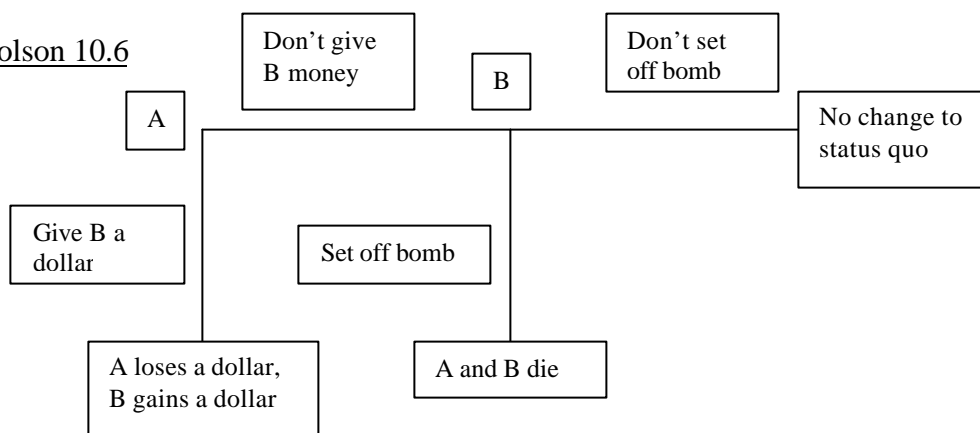 olson 10.6
Don't give
B money
Don't set
off bomb
B
A
No change to
status quo
Give B a
dollar
Set off bomb
A loses a dollar,
B gains a dollar
A and B die